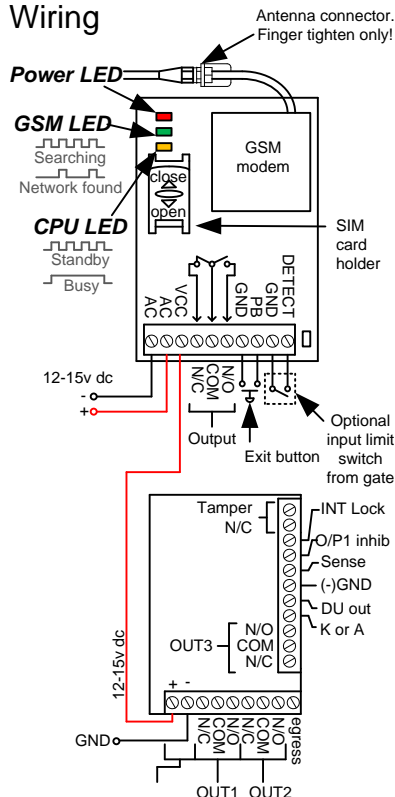 Wiring
Antenna connector.
Finger tighten only!
Power LED
GSM LED
Searching
Network found
CPU LED
Standby
Busy
close
open
GSM
modem
SIM
card
holder
AC
AC
VCC
GND
PB
GND
DETECT
12-15v dc
-
+
N/C
COM
N/O
Output
Exit button
Optional
input limit
switch
from gate
Tamper
N/C
INT Lock
O/P1 inhib
Sense
(-)GND
DU out
K or A
OUT3
N/O
COM
N/C
12-15v dc
+ -
GND
N/C
COM
N/O
N/C
COM
N/O
egress
OUT1 OUT2